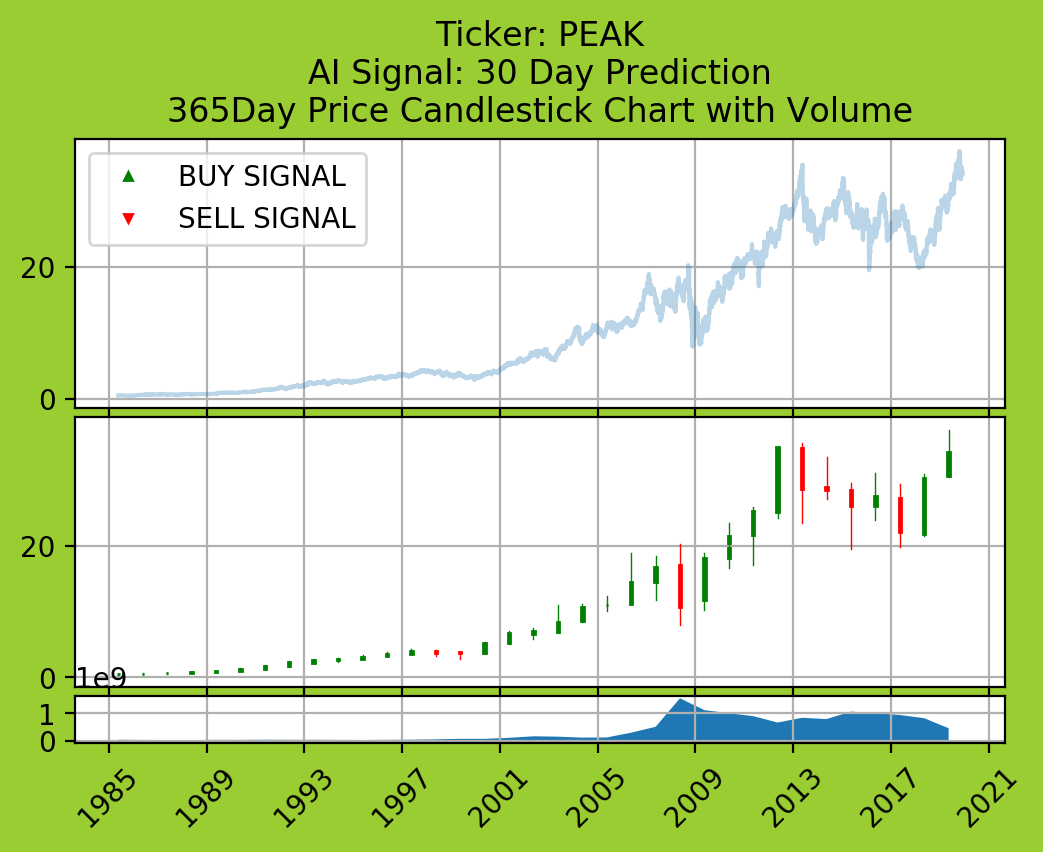 Ticker: PEAK
AI Signal: 30 Day Prediction
365Day Price Candlestick Chart with Volume
BUY SIGNAL
SELL SIGNAL
20
0
20
0
1e9
1
0
1985 1989 1993 1997 2001 2005 2009 2013 2017 2021